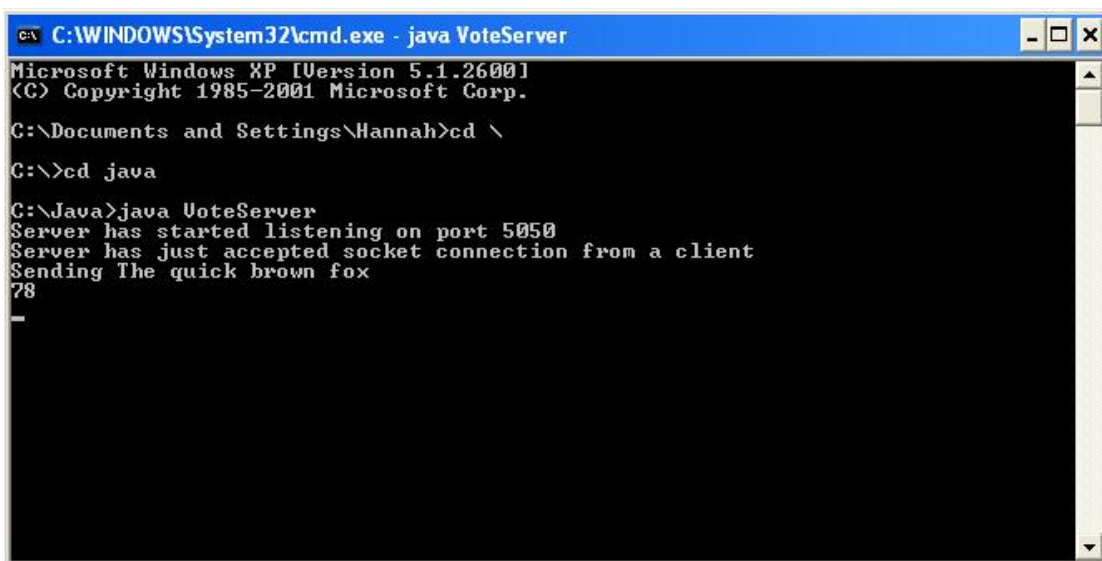 C:\WINDOWS\System32\cmd.exe - java VoteServer
Microsoft Windows XP [Version 5.1.2600]
(C) Copyright 1985-2001 Microsoft Corp.
C:\Documents and Settings\Hannah>cd \
C:\>cd java
C:\Java>java VoteServer
Server has started listening on port 5050
Server has just accepted socket connection from a client
Sending The quick brown fox
78